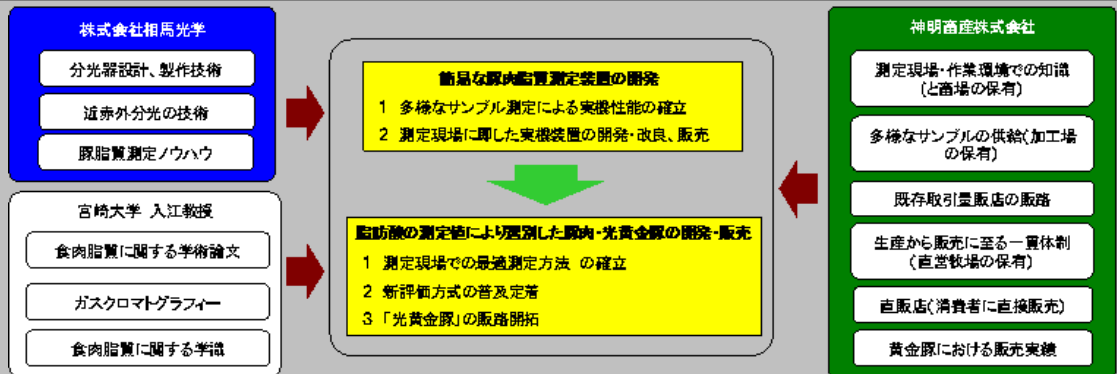 株式会社相馬光学
分光器設計、製作技術
近赤外分光の技術
豚脂質測定ノウハウ
宮崎大学 入江教授
食肉脂質に関する学術論文
ガスクロマトグラフィー
食肉脂質に関する学識
簡易な豚肉脂質測定装置の開発
1 多様なサンプル測定による実機性能の確立
2 測定現場に即した実機装置の開発・改良、販売
脂肪酸の測定値により選別した豚肉・光黄金豚の開発・販売
1 測定現場での最適測定方法 の確立
2 新評価方式の普及定着
3 「光黄金豚」の販路開拓
神明畜産株式会社
測定現場・作業環境での知識
(と畜場の保有)
多様なサンプルの供給(加工場
の保有)
既存取引量販店の販路
生産から販売に至る一貫体制
(直営牧場の保有)
直販店(消費者に直接販売)
黄金豚における販売実績